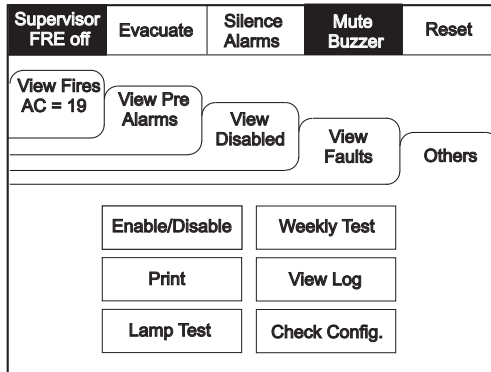 Supervisor
FRE off
Evacuate
Silence
Alarms
Mute
Buzzer
Reset
View Fires
AC = 19
View Pre
Alarms
View
Disabled
View
Faults
Others
Enable/Disable
Weekly Test
Print
View Log
Lamp Test
Check Config.